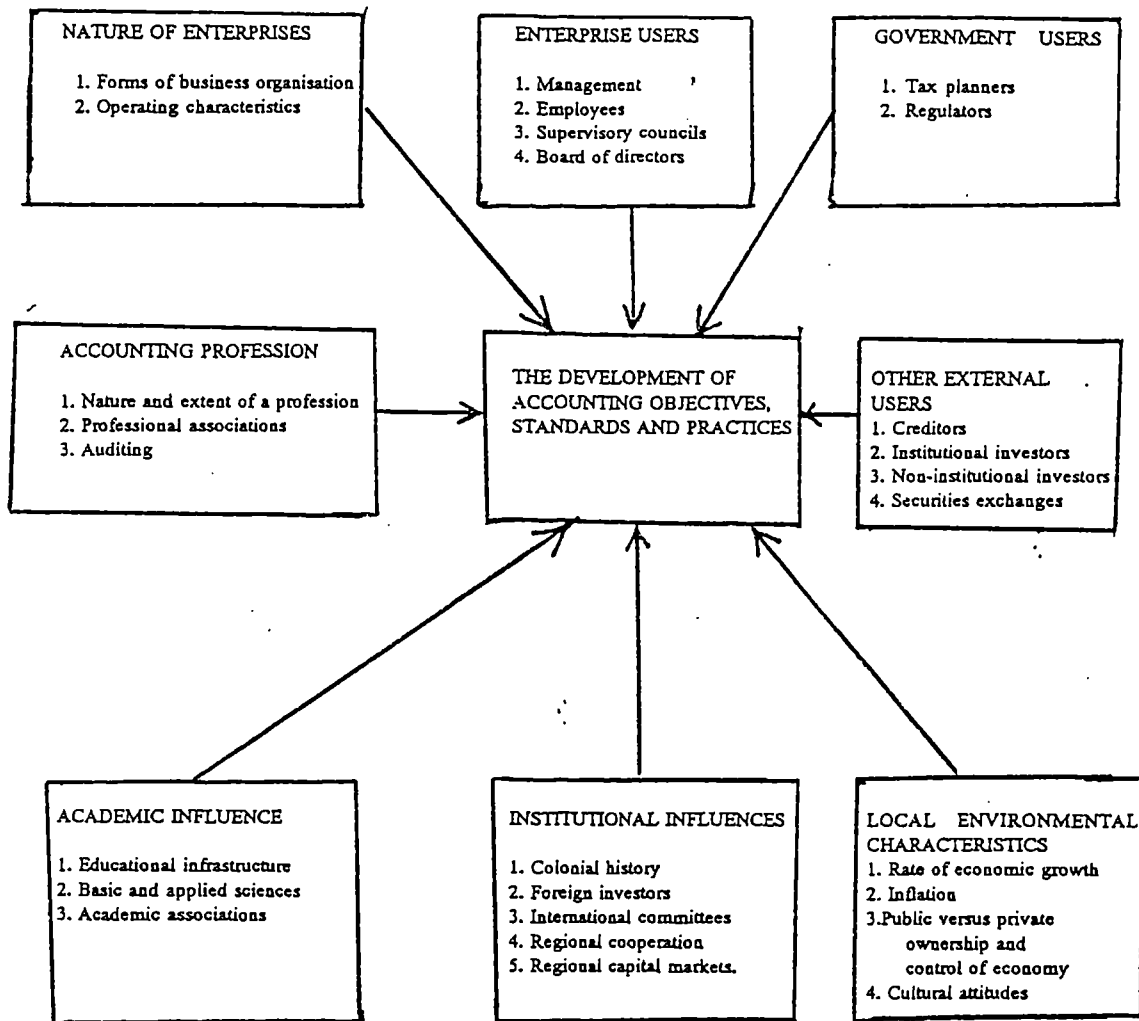 NATURE OF ENTERPRISES
1. Forms of business organisation
2. Operating characteristics
ENTERPRISE USERS
1. Management
2. Employees
3. Supervisory councils
4. Board of directors
GOVERNMENT USERS
1. Tax planners
2. Regulators
ACCOUNTING PROFESSION
1. Nature and extent of a profession
2. Professional associations
3. Auditing
THE DEVELOPMENT OF
ACCOUNTING OBJECTIVES,
STANDARDS AND PRACTICES
OTHER EXTERNAL
USERS
1. Creditors
2. Institutional investors
3. Non-institutional investors
4. Securities exchanges
ACADEMIC INFLUENCE
1. Educational infrastructure
2. Basic and applied sciences
3. Academic associations
INSTITUTIONAL INFLUENCES
1. Colonial history
2. Foreign investors
3. International committees
4. Regional cooperation
5. Regional capital markets.
LOCAL ENVIRONMENTAL
CHARACTERISTICS
1. Rate of economic growth
2. Inflation
3.Public versus private
ownership and
control of economy
4. Cultural attitudes